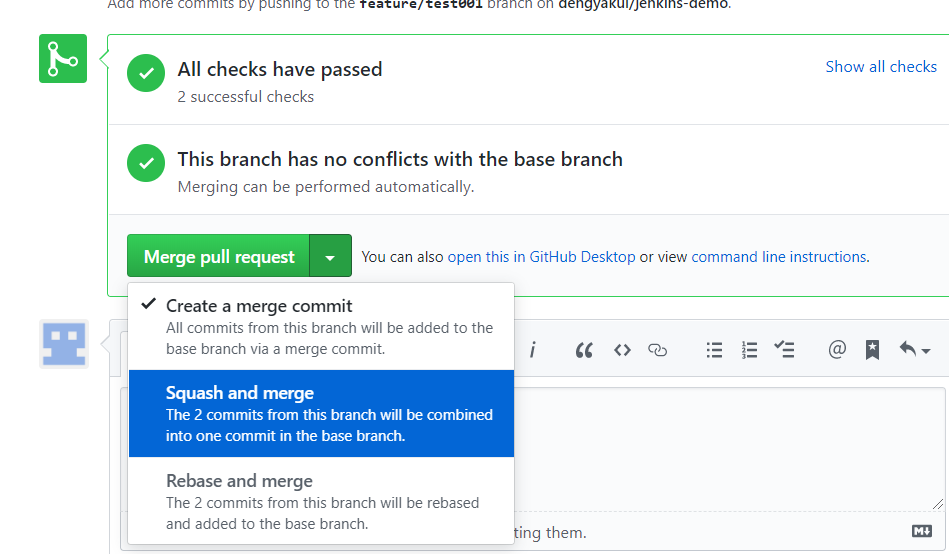 Add more commits by pushing to the feature/test001 branch on dengyakui/jenkins-demo.
All checks have passed
Show all checks
2 successful checks
This branch has no conflicts with the base branch
Merging can be performed automatically.
Merge pull request
You can also open this in GitHub Desktop or view command line instructions.
Create a merge commit
All commits from this branch will be added to the
base branch via a merge commit.
Squash and merge
The 2 commits from this branch will be combined
into one commit in the base branch.
Rebase and merge
The 2 commits from this branch will be rebased
and added to the base branch.
ting them.